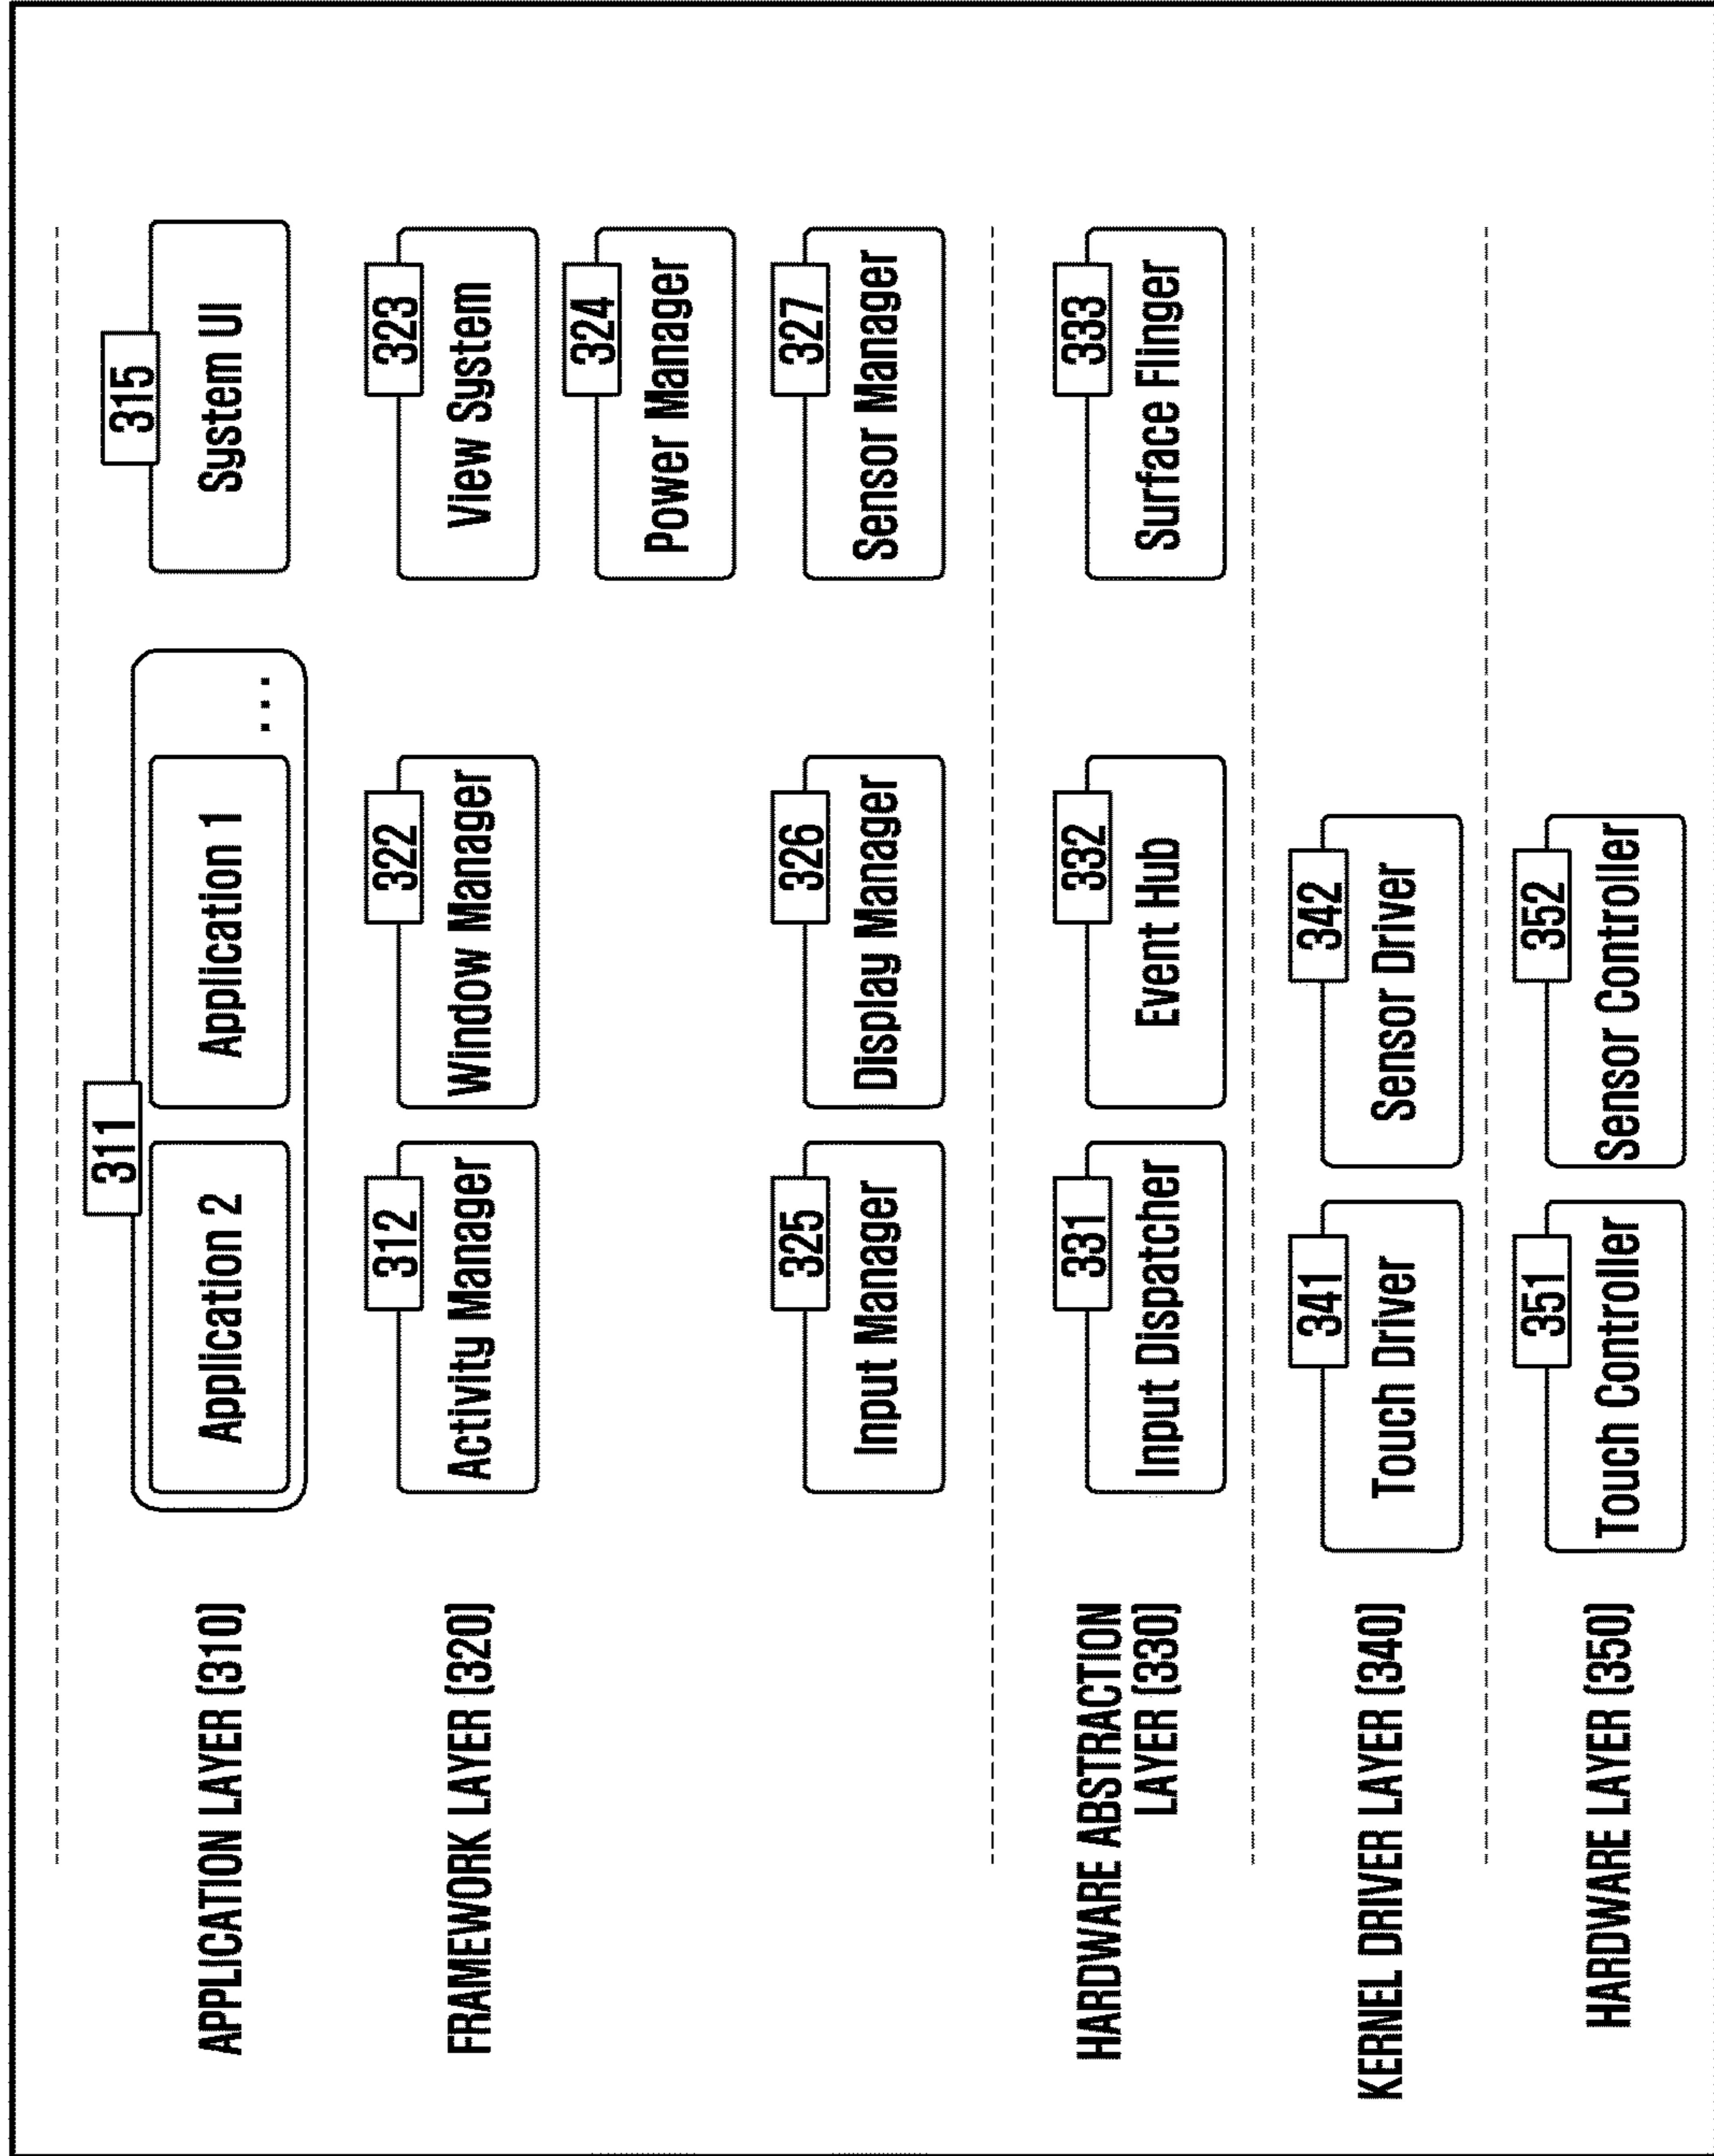 APPLICATION LAYER (310)
311
Application 2
Application 1
...
315
System UI
FRAMEWORK LAYER (320)
312
Activity Manager
322
Window Manager
323
View System
324
Power Manager
325
Input Manager
326
Display Manager
327
Sensor Manager
HARDWARE ABSTRACTION
LAYER (330)
331
Input Dispatcher
332
Event Hub
333
Surface Flinger
KERNEL DRIVER LAYER (340)
341
Touch Driver
342
Sensor Driver
HARDWARE LAYER (350)
351
Touch Controller
352
Sensor Controller